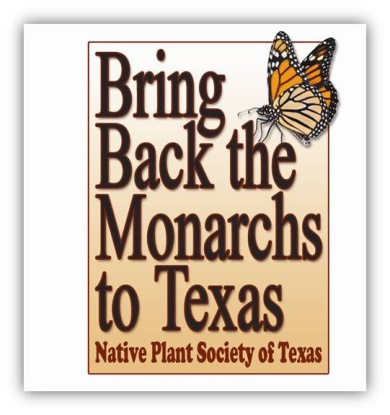 Bring
Back the
Monarchs
to Texas
Native Plant Society of Texas